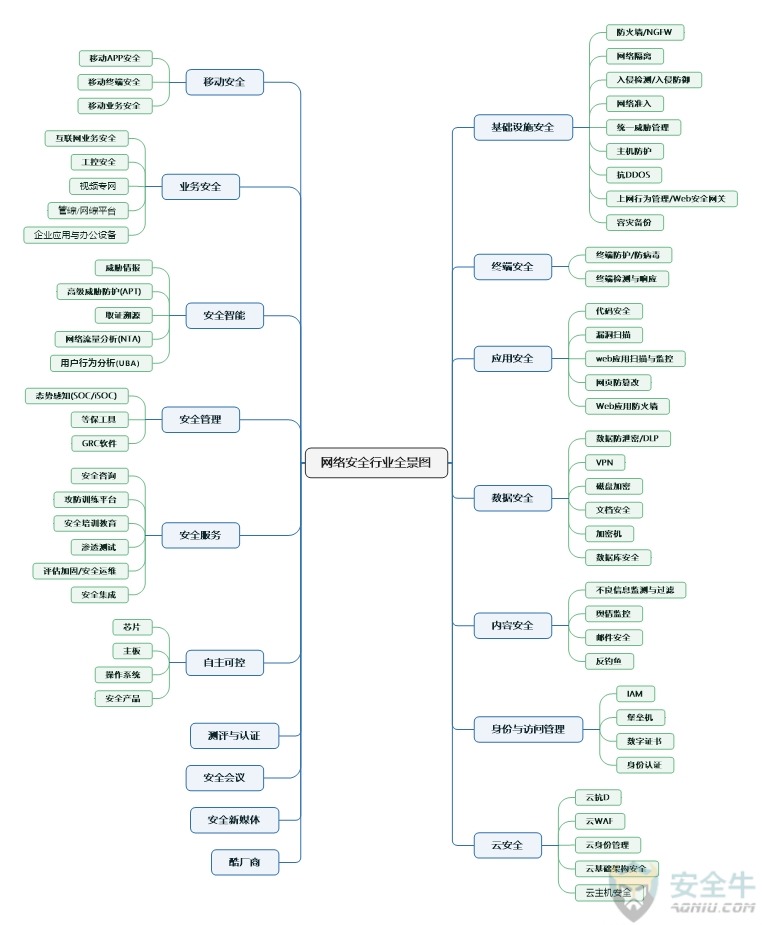 网络安全行业全景图
移动安全
移动APP安全
移动终端安全
移动业务安全
业务安全
互联网业务安全
工控安全
视频专网
管综/网综平台
企业应用与办公设备
安全智能
威胁情报
高级威胁防护(APT)
取证溯源
网络流量分析(NTA)
用户行为分析(UBA)
安全管理
态势感知(SOC/iSOC)
等保工具
GRC软件
安全服务
安全咨询
攻防训练平台
安全培训教育
渗透测试
评估加固/安全运维
安全集成
自主可控
芯片
主板
操作系统
安全产品
测评与认证
安全会议
安全新媒体
酷厂商
基础设施安全
防火墙/NGFW
网络隔离
入侵检测/入侵防御
网络准入
统一威胁管理
主机防护
抗DDOS
上网行为管理/Web安全网关
容灾备份
终端安全
终端防护/防病毒
终端检测与响应
应用安全
代码安全
漏洞扫描
web应用扫描与监控
网页防篡改
Web应用防火墙
数据安全
数据防泄密/DLP
VPN
磁盘加密
文档安全
加密机
数据库安全
内容安全
不良信息监测与过滤
舆情监控
邮件安全
反钓鱼
身份与访问管理
IAM
堡垒机
数字证书
身份认证
云安全
云抗D
云WAF
云身份管理
云基础架构安全
云主机安全
安全牛
AQNIU.COM